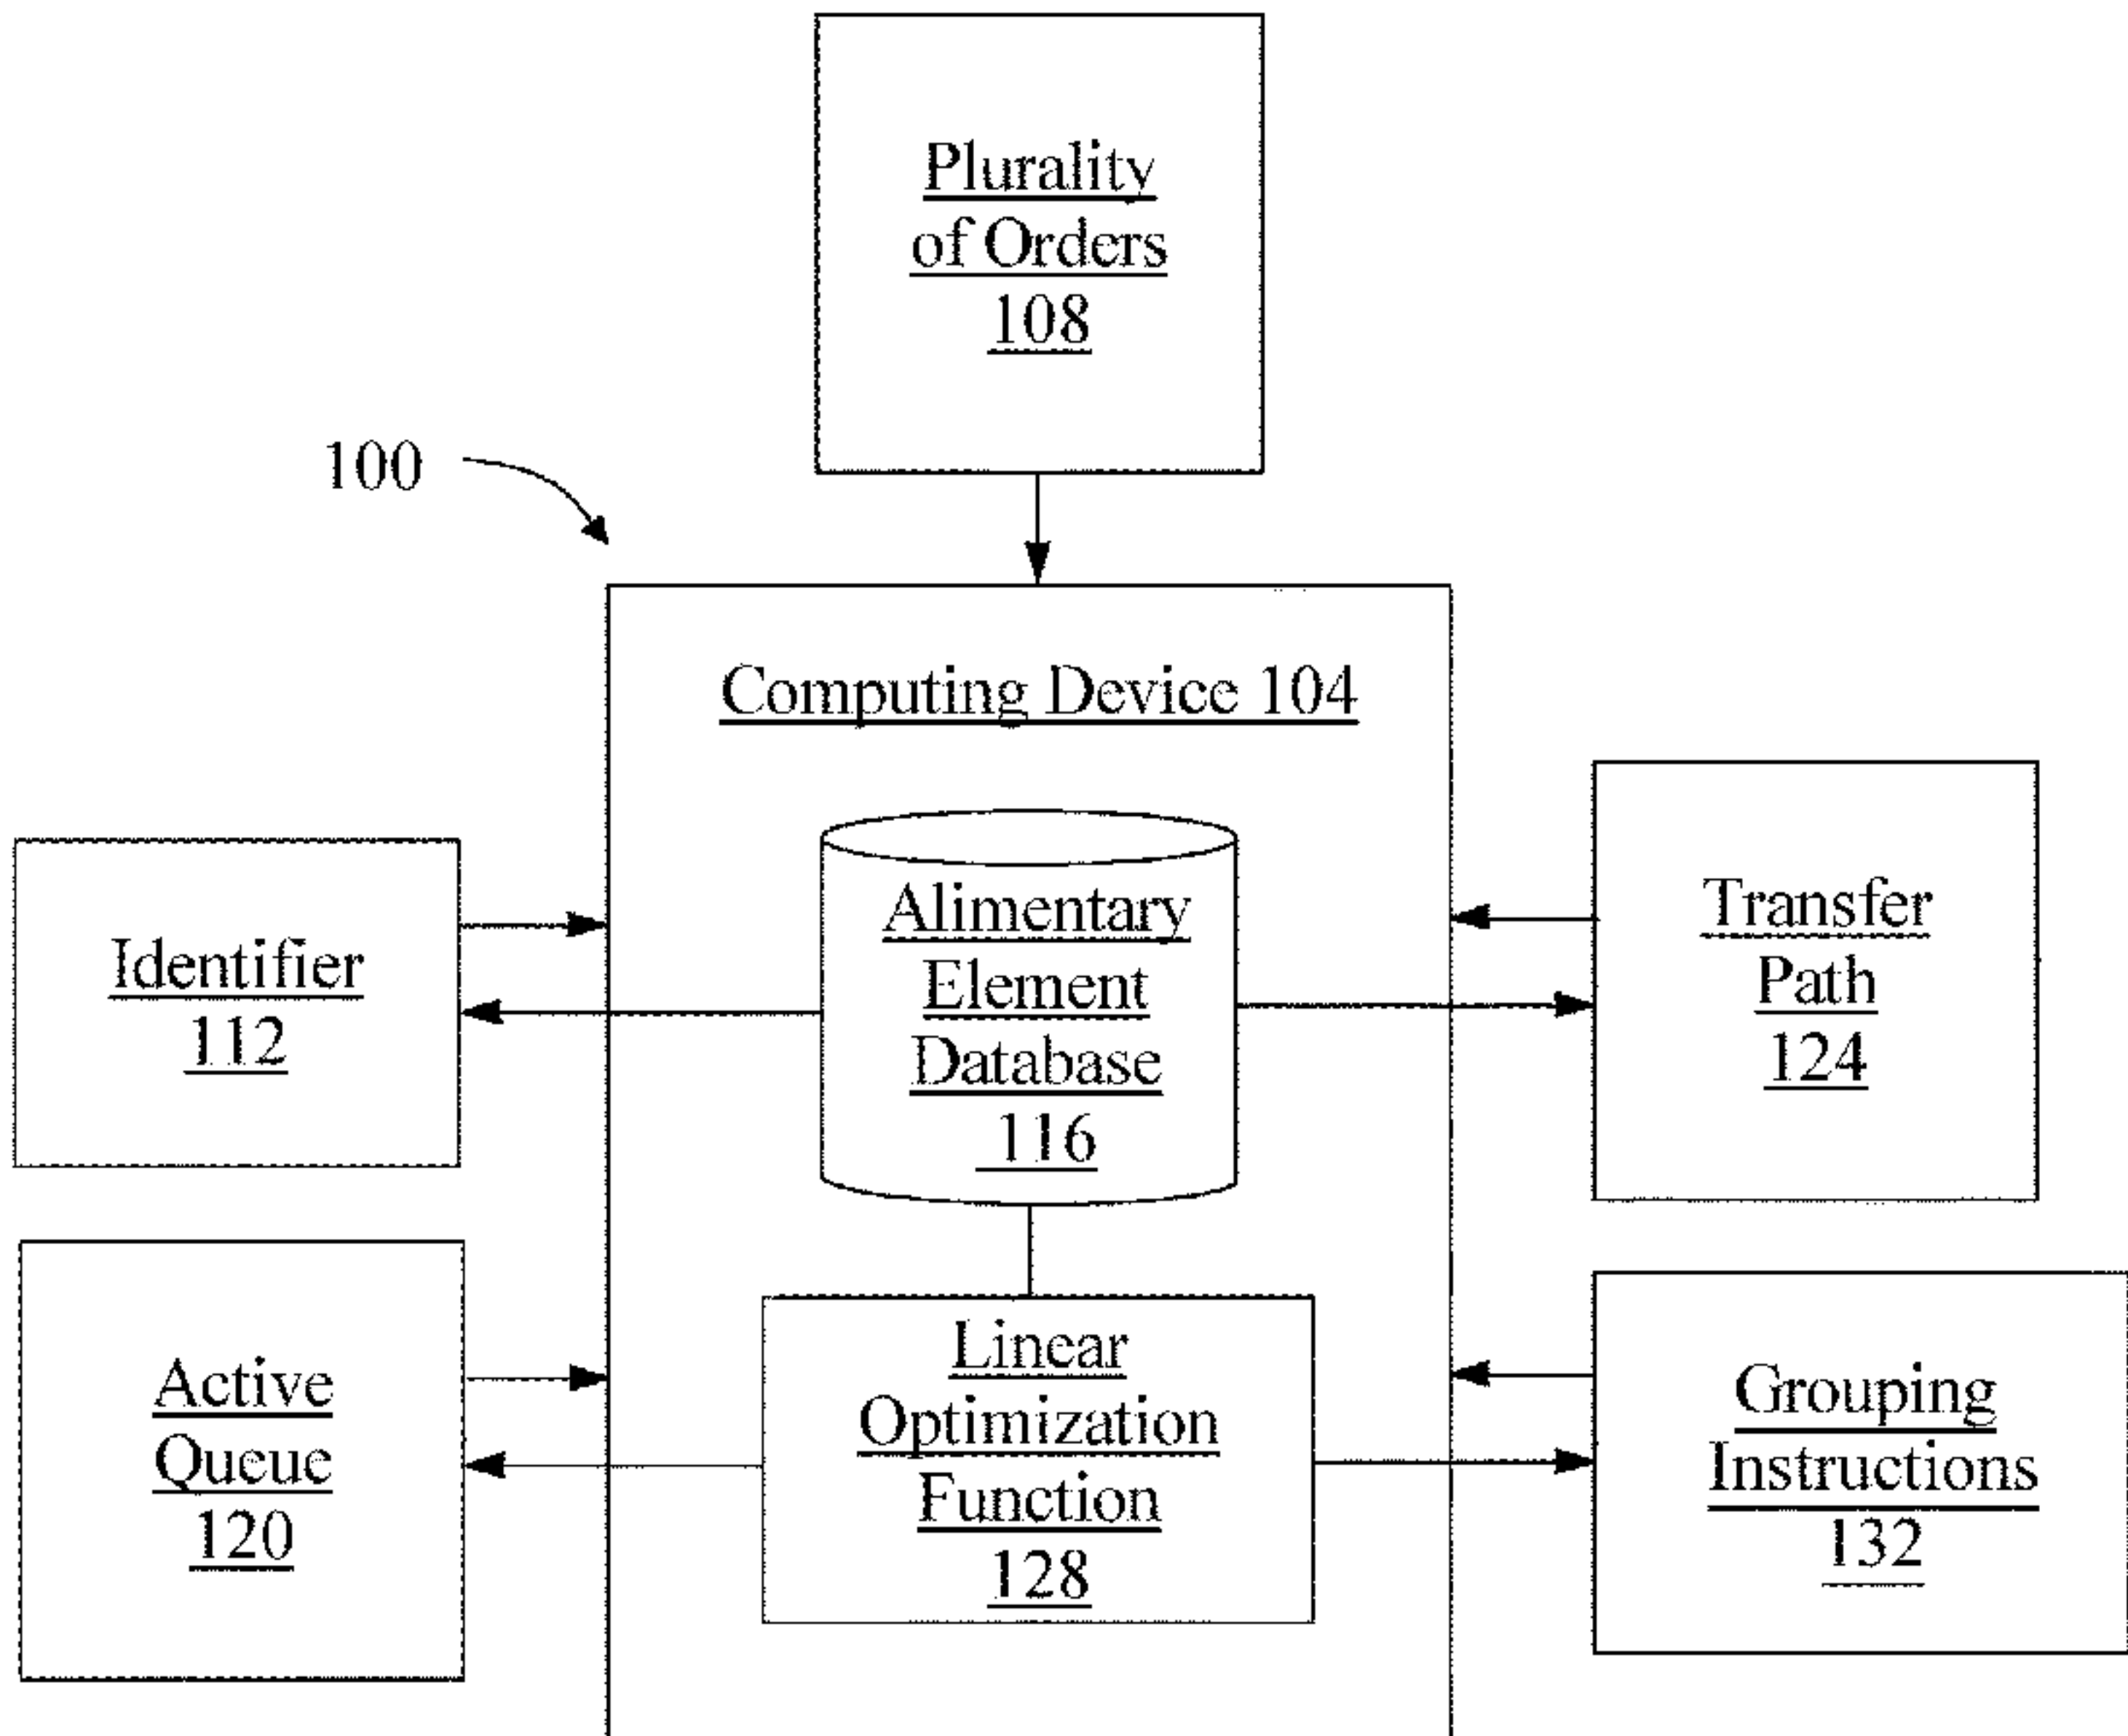 Plurality
of Orders
108
100
Computing Device 104
Identifier
112
Alimentary
Element
Database
116
Transfer
Path
124
Active
Queue
120
Linear
Optimization
Function
128
Grouping
Instructions
132